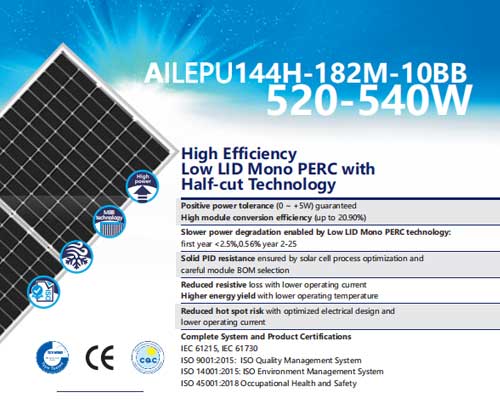 AILEPU144H-182M-10BB
520-540W
High Efficiency
Low LID Mono PERC with
Half-cut Technology
High
power
MBB
technology
Positive power tolerance (0 ~ +5W) guaranteed
High module conversion efficiency (up to 20.90%)
Slower power degradation enabled by Low LID Mono PERC technology:
first year <2.5%,0.56% year 2-25
Solid PID resistance ensured by solar cell process optimization and
careful module BOM selection
Reduced resistive loss with lower operating current
Higher energy yield with lower operating temperature
Reduced hot spot risk with optimized electrical design and
lower operating current
Complete System and Product Certifications
IEC 61215, IEC 61730
ISO 9001:2015: ISO Quality Management System
ISO 14001:2015: ISO Environment Management System
ISO 45001:2018 Occupational Health and Safety
CE
CQC